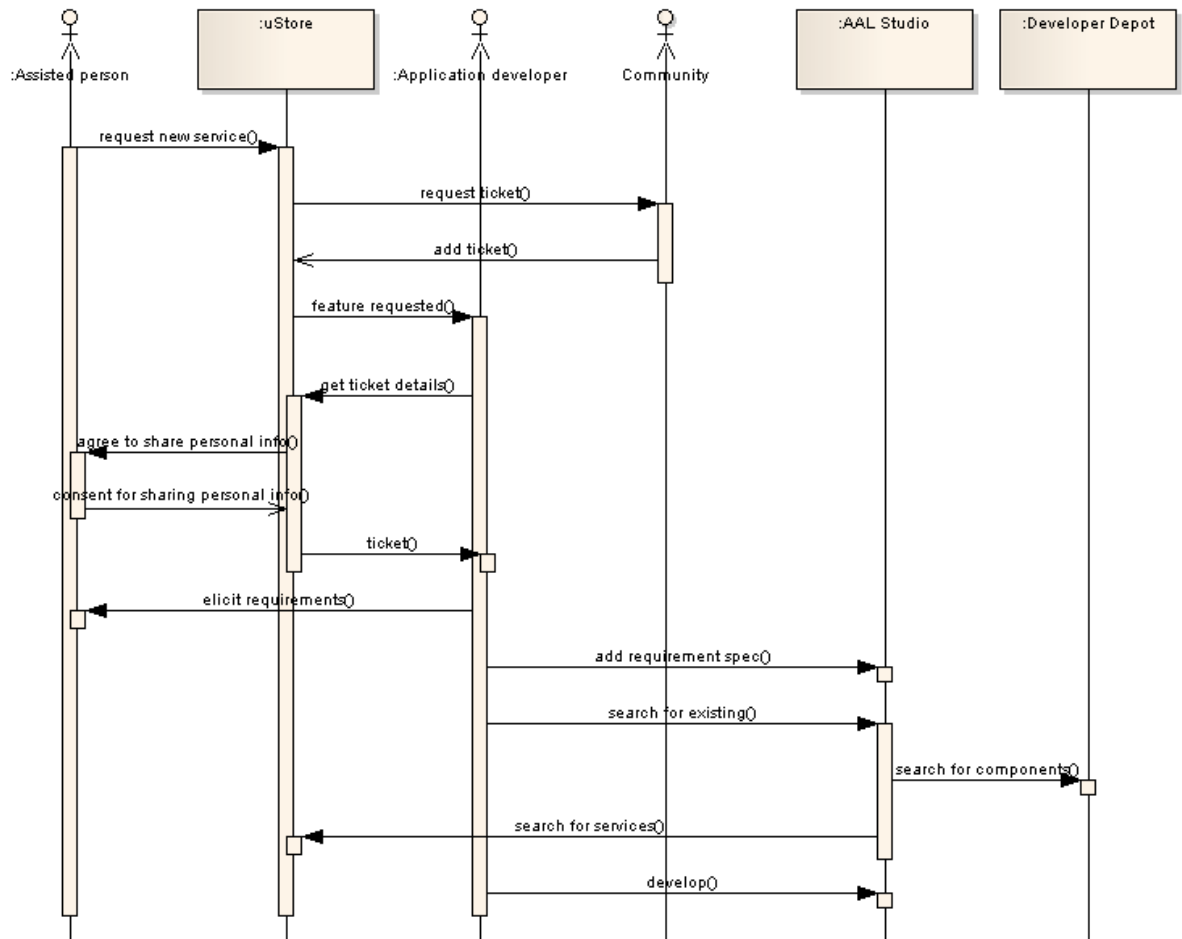 :uStore
:AAL Studio
:Developer Depot
:Assisted person
:Application developer
Community
request new service()
request ticket()
add ticket()
feature requested()
get ticket details()
agree to share personal info()
consent for sharing personal info()
ticket()
elicit requirements()
add requirement spec()
search for existing()
search for components()
search for services()
develop()